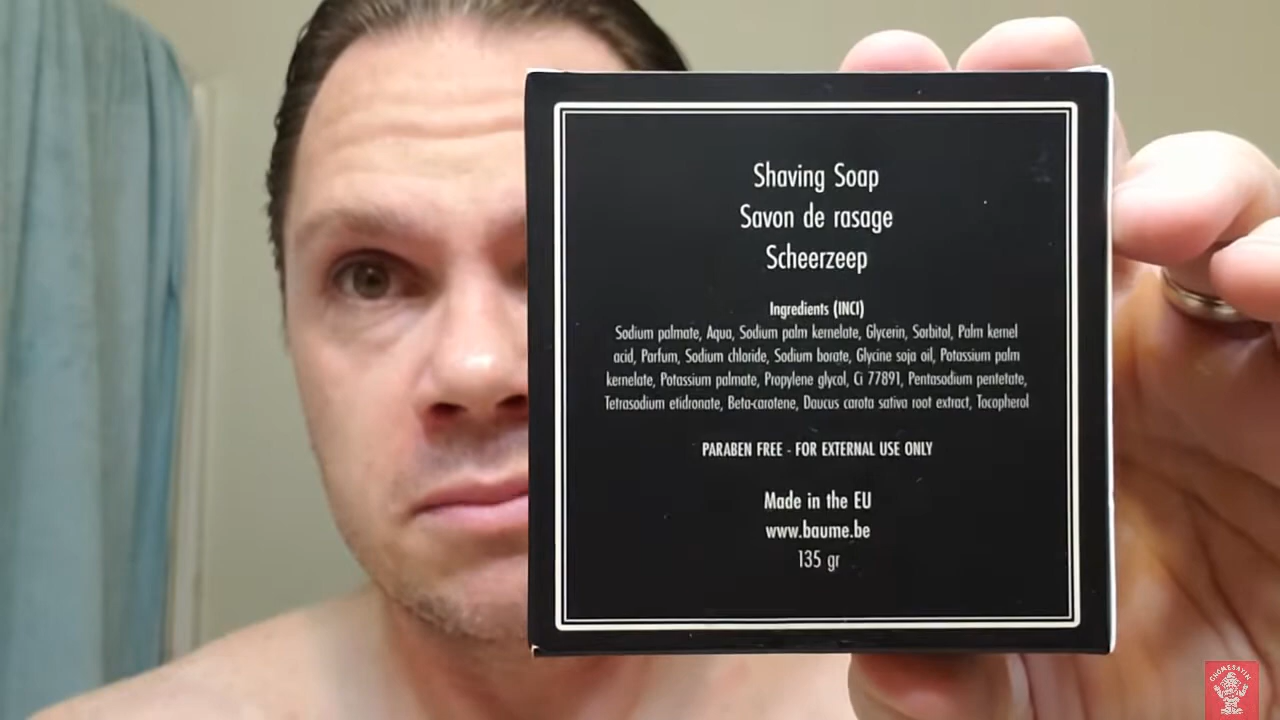 Shaving Soap
Savon de rasage
Scheerzeep
Ingredients (INCI)
Sodium palmate, Aqua, Sodium palm kernelate, Glycerin, Sorbitol, Palm kernel
acid, Parfum, Sodium chloride, Sodium borate, Glycine soja oil, Potassium palm
kernelate, Potassium palmate, Propylene glycol, Ci 77891, Pentasodium pentetate,
Tetrasodium etidronate, Beta-carotene, Daucus carota sativa root extract, Tocopherol
PARABEN FREE - FOR EXTERNAL USE ONLY
Made in the EU
www.baume.be
135 gr
CHOMESAYIN